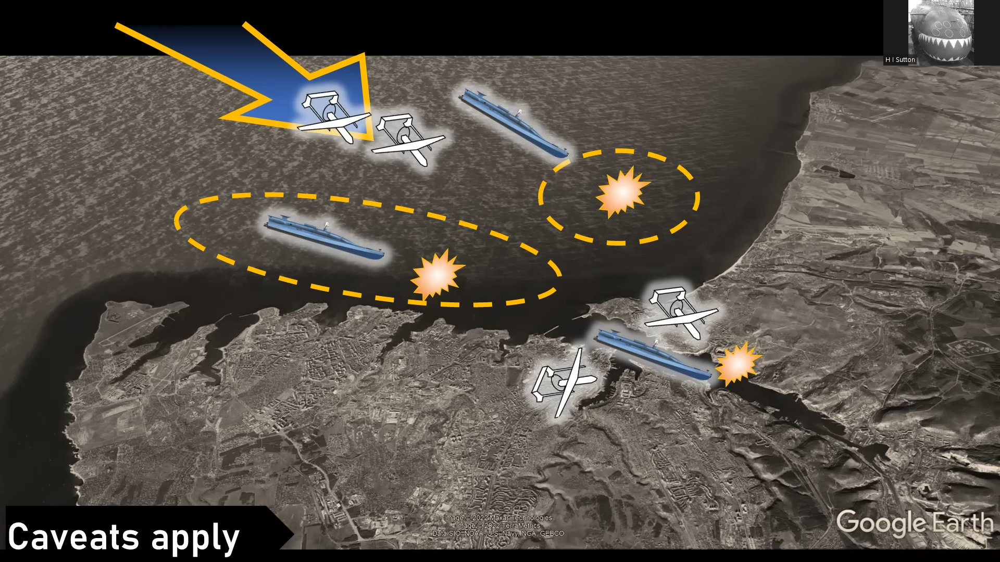 H I Sutton
Image © 2022 Maxar Technologies
Image © 2022 TerraMetrics
Data SIO, NOAA, U.S. Navy, NGA, GEBCO
Google Earth
Caveats apply